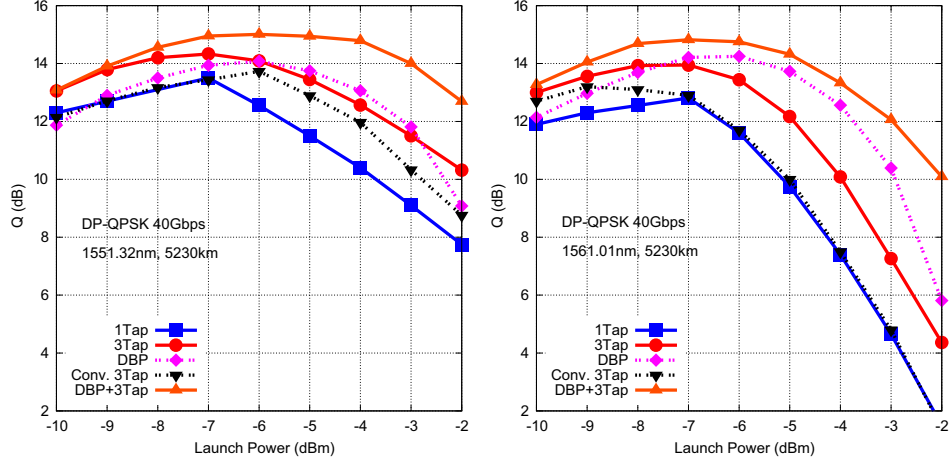 16
14
12
10
8
6
4
2
Q (dB)
DP-QPSK 40Gbps
1551.32nm, 5230km
1Tap
3Tap
DBP
Conv. 3Tap
DBP+3Tap
-10 -9 -8 -7 -6 -5 -4 -3 -2
Launch Power (dBm)
16
14
12
10
8
6
4
2
Q (dB)
DP-QPSK 40Gbps
1561.01nm, 5230km
1Tap
3Tap
DBP
Conv. 3Tap
DBP+3Tap
-10 -9 -8 -7 -6 -5 -4 -3 -2
Launch Power (dBm)